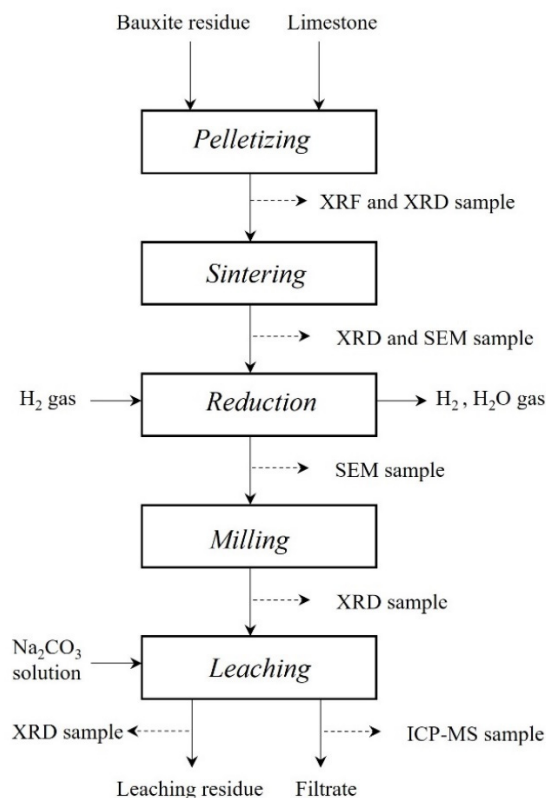 Bauxite residue Limestone
Pelletizing
XRF and XRD sample
Sintering
XRD and SEM sample
H₂ gas
Reduction
H₂ , H₂O gas
SEM sample
Milling
XRD sample
Na₂CO₃
solution
Leaching
XRD sample
ICP-MS sample
Leaching residue Filtrate